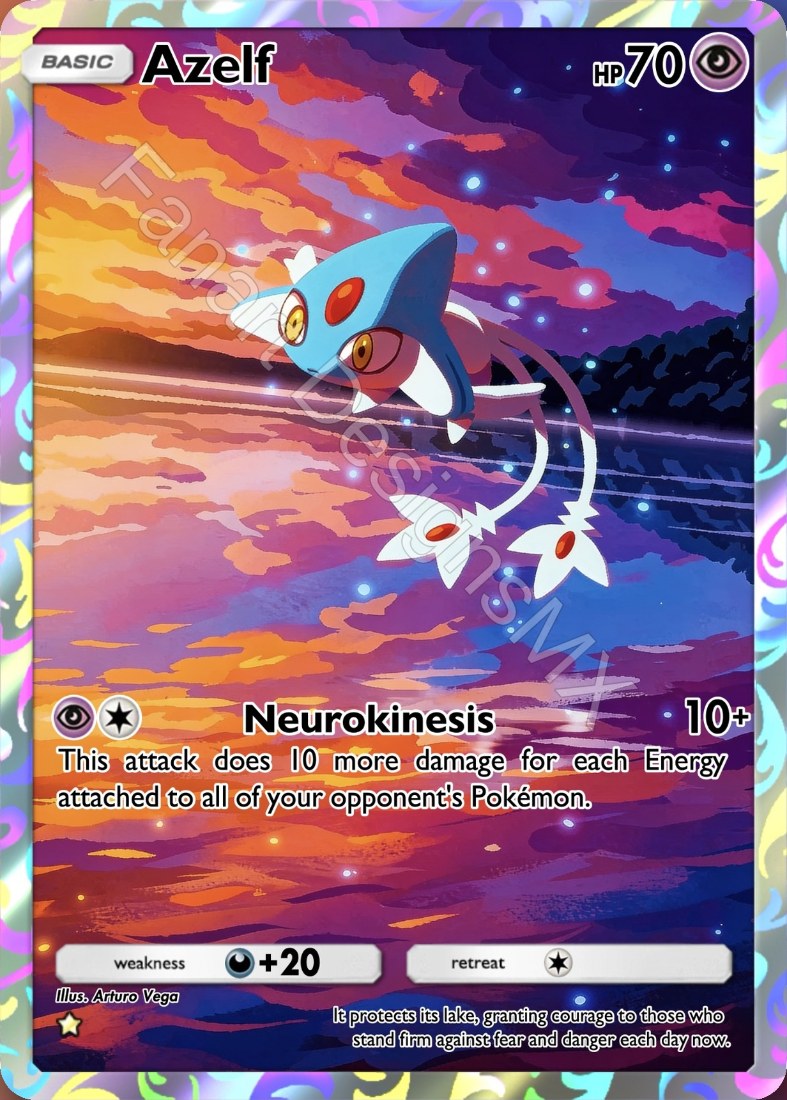 BASIC Azelf HP 70
Fanart DesignsMX
Neurokinesis 10+
This attack does 10 more damage for each Energy
attached to all of your opponent's Pokémon.
weakness +20 retreat
Illus. Arturo Vega
It protects its lake, granting courage to those who
stand firm against fear and danger each day now.